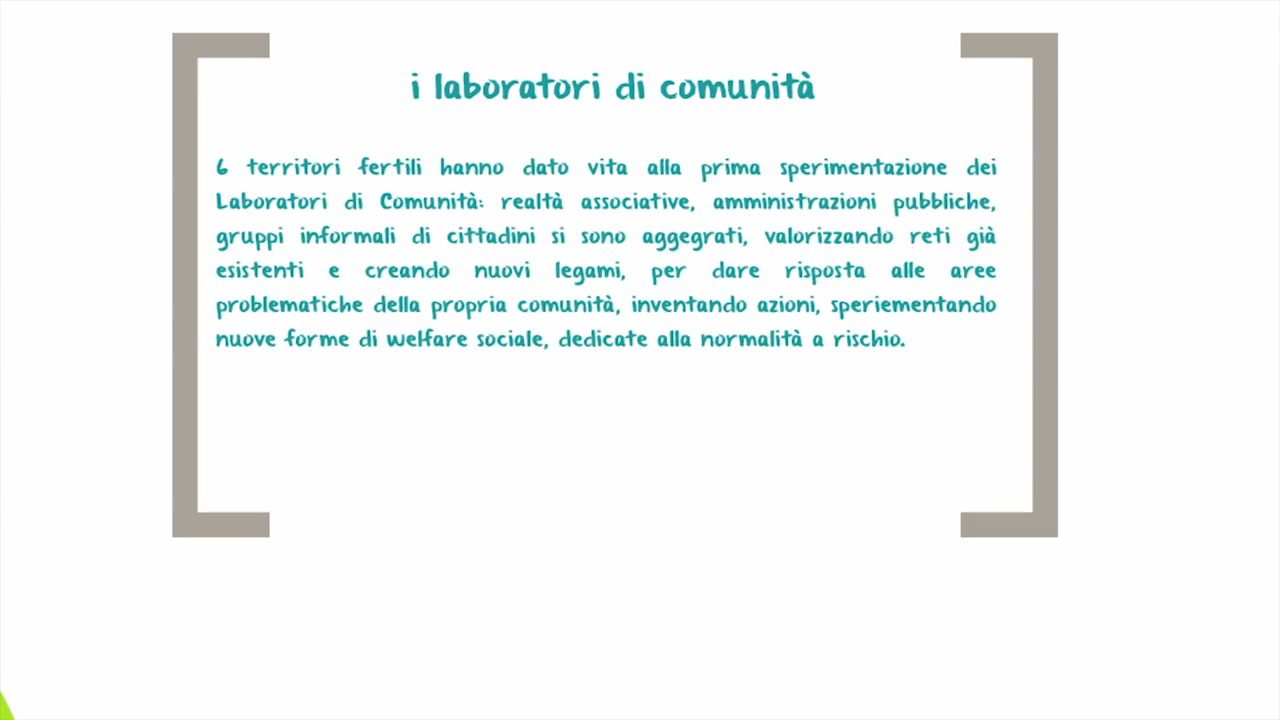 i laboratori di comunità
6 territori fertili hanno dato vita alla prima sperimentazione dei
Laboratori di Comunità: realtà associative, amministrazioni pubbliche,
gruppi informali di cittadini si sono aggegrati, valorizzando reti già
esistenti e creando nuovi legami, per dare risposta alle aree
problematiche della propria comunità, inventando azioni, speriementando
nuove forme di welfare sociale, dedicate alla normalità a rischio.